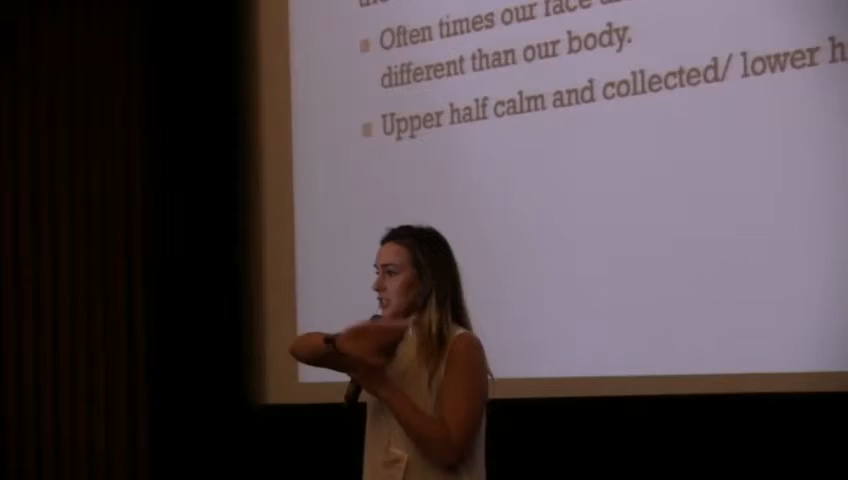 Often times our face
different than our body.
Upper half calm and collected/ lower